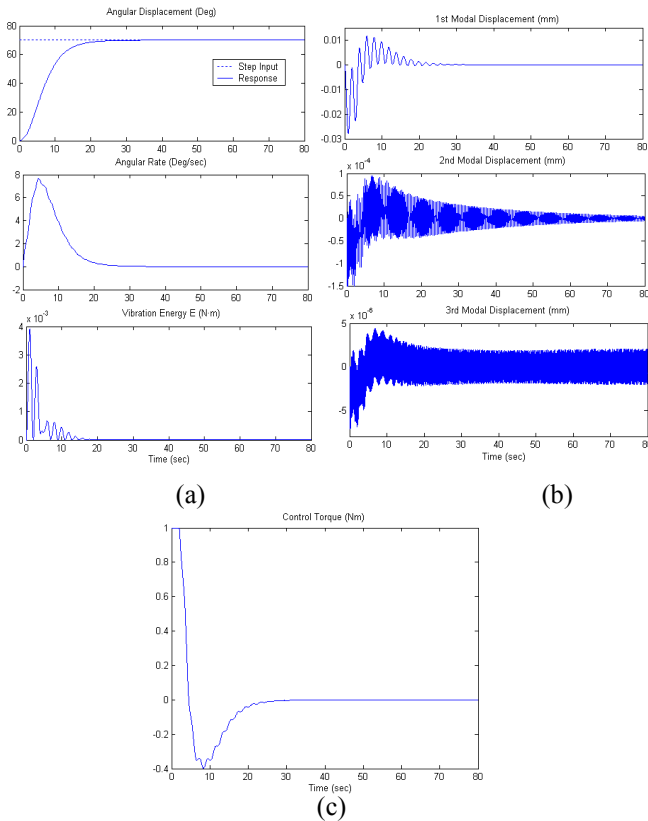 Angular Displacement (Deg)
80
60
40
20
0
Step Input
Response
0 10 20 30 40 50 60 70 80
Angular Rate (Deg/sec)
8
6
4
2
0
-2
0 10 20 30 40 50 60 70 80
Vibration Energy E (N·m)
x 10⁻³
4
3
2
1
0
0 10 20 30 40 50 60 70 80
Time (sec)
(a)
1st Modal Displacement (mm)
0.01
0
-0.01
-0.02
-0.03
0 10 20 30 40 50 60 70 80
x 10⁻⁴
2nd Modal Displacement (mm)
1
0.5
0
-0.5
-1
-1.5
0 10 20 30 40 50 60 70 80
x 10⁻⁶
3rd Modal Displacement (mm)
5
0
-5
0 10 20 30 40 50 60 70 80
Time (sec)
(b)
Control Torque (Nm)
1
0.8
0.6
0.4
0.2
0
-0.2
-0.4
0 10 20 30 40 50 60 70 80
Time (sec)
(c)